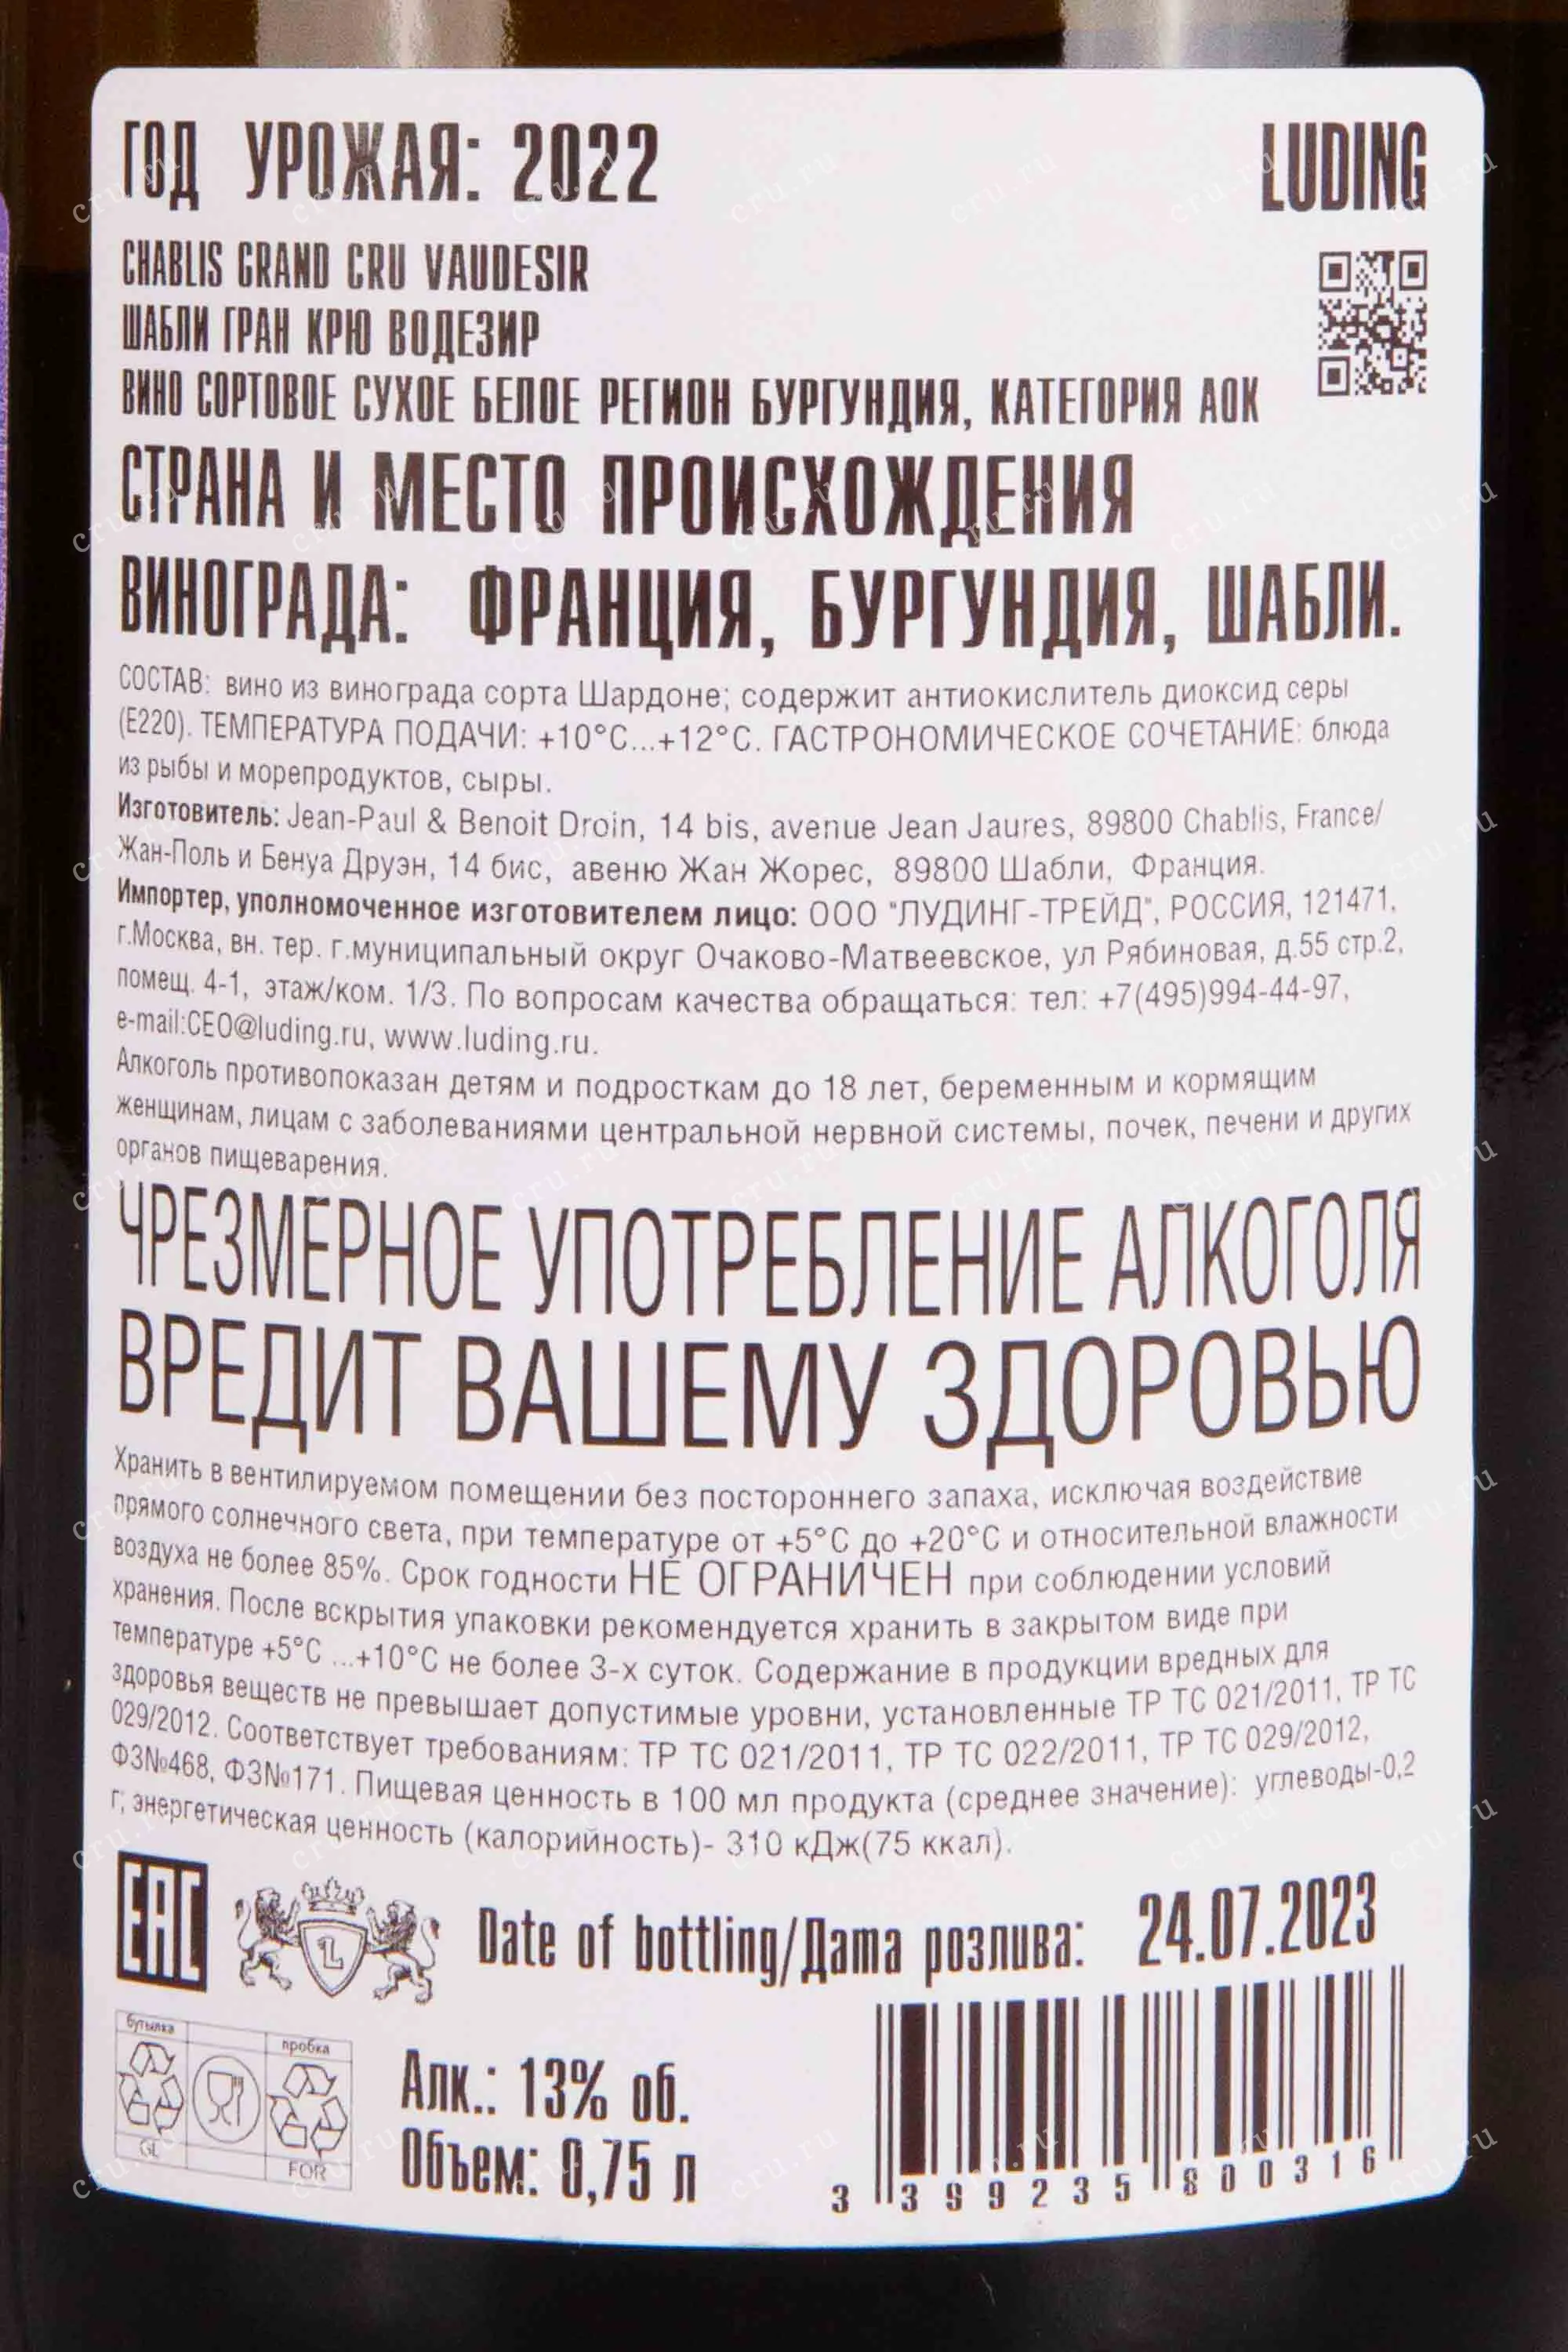 ГОД УРОЖАЯ: 2022
LUDING
CHABLIS GRAND CRU VAUDESIR
ШАБЛИ ГРАН КРЮ ВОДЕЗИР
ВИНО СОРТОВОЕ СУХОЕ БЕЛОЕ РЕГИОН БУРГУНДИЯ, КАТЕГОРИЯ АОК
СТРАНА И МЕСТО ПРОИСХОЖДЕНИЯ
ВИНОГРАДА: ФРАНЦИЯ, БУРГУНДИЯ, ШАБЛИ.
СОСТАВ: вино из винограда сорта Шардоне; содержит антиокислитель диоксид серы
(E220). ТЕМПЕРАТУРА ПОДАЧИ: +10°C...+12°C. ГАСТРОНОМИЧЕСКОЕ СОЧЕТАНИЕ: блюда
из рыбы и морепродуктов, сыры.
Изготовитель: Jean-Paul & Benoit Droin, 14 bis, avenue Jean Jaures, 89800 Chablis, France/
Жан-Поль и Бенуа Друэн, 14 бис, авеню Жан Жорес, 89800 Шабли, Франция.
Импортер, уполномоченное изготовителем лицо: ООО "ЛУДИНГ-ТРЕЙД", РОССИЯ, 121471,
г.Москва, вн. тер. г.муниципальный округ Очаково-Матвеевское, ул Рябиновая, д.55 стр.2,
помещ. 4-1, этаж/ком. 1/3. По вопросам качества обращаться: тел: +7(495)994-44-97,
e-mail:CEO@luding.ru, www.luding.ru.
Алкоголь противопоказан детям и подросткам до 18 лет, беременным и кормящим
женщинам, лицам с заболеваниями центральной нервной системы, почек, печени и других
органов пищеварения.
ЧРЕЗМЕРНОЕ УПОТРЕБЛЕНИЕ АЛКОГОЛЯ
ВРЕДИТ ВАШЕМУ ЗДОРОВЬЮ
Хранить в вентилируемом помещении без постороннего запаха, исключая воздействие
прямого солнечного света, при температуре от +5°C до +20°C и относительной влажности
воздуха не более 85%. Срок годности НЕ ОГРАНИЧЕН при соблюдении условий
хранения. После вскрытия упаковки рекомендуется хранить в закрытом виде при
температуре +5°C ...+10°C не более 3-х суток. Содержание в продукции вредных для
здоровья веществ не превышает допустимые уровни, установленные ТР ТС 021/2011, ТР ТС
029/2012. Соответствует требованиям: ТР ТС 021/2011, ТР ТС 022/2011, ТР ТС 029/2012,
ФЗ№468, ФЗ№171. Пищевая ценность в 100 мл продукта (среднее значение): углеводы-0,2
г; энергетическая ценность (калорийность)- 310 кДж(75 ккал).
EAC
L
Date of bottling/Дата розлива: 24.07.2023
бутылка
пробка
GL
FOR
Алк.: 13% об.
Объем: 0,75 л
3 399235 800316